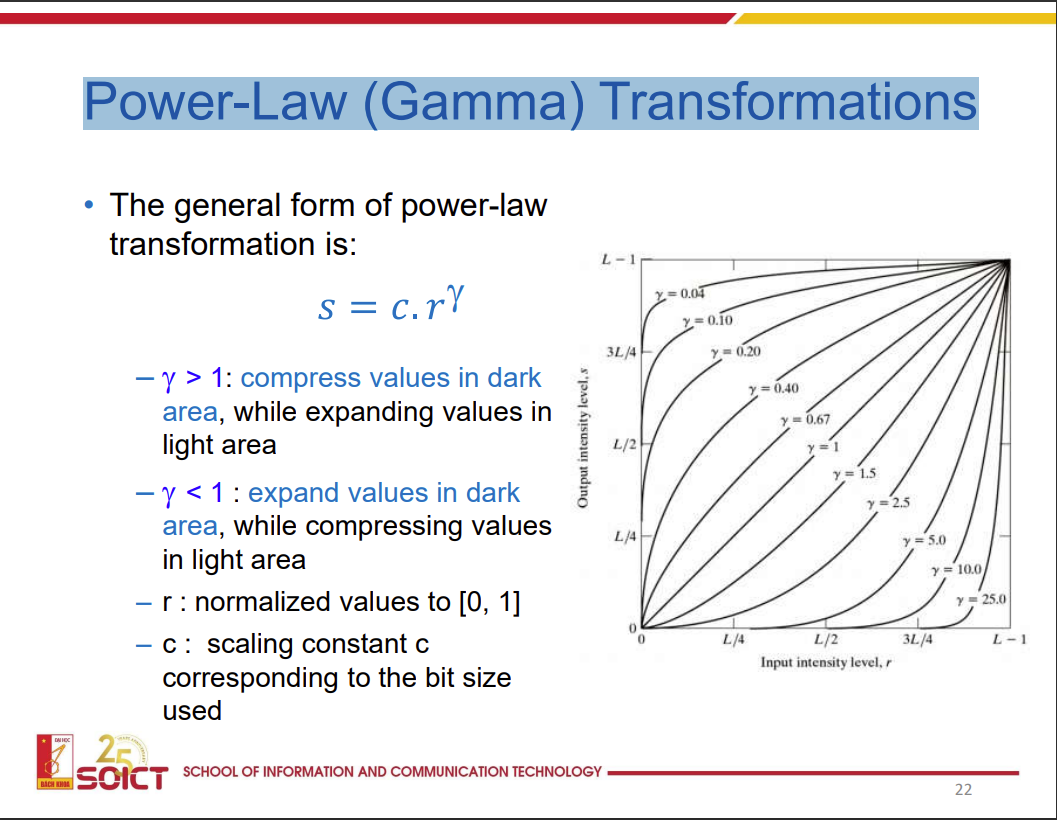 Power-Law (Gamma) Transformations
• The general form of power-law
transformation is:
s = c.r^γ
– γ > 1: compress values in dark
area, while expanding values in
light area
– γ < 1 : expand values in dark
area, while compressing values
in light area
– r : normalized values to [0, 1]
– c : scaling constant c
corresponding to the bit size
used
L − 1
γ = 0.04
γ = 0.10
3L/4
γ = 0.20
γ = 0.40
γ = 0.67
L/2
γ = 1
γ = 1.5
γ = 2.5
L/4
γ = 5.0
γ = 10.0
γ = 25.0
0
Output intensity level, s
0 L/4 L/2 3L/4 L − 1
Input intensity level, r
ĐẠI HỌC
BÁCH KHOA
25
SOICT
SCHOOL OF INFORMATION AND COMMUNICATION TECHNOLOGY
22